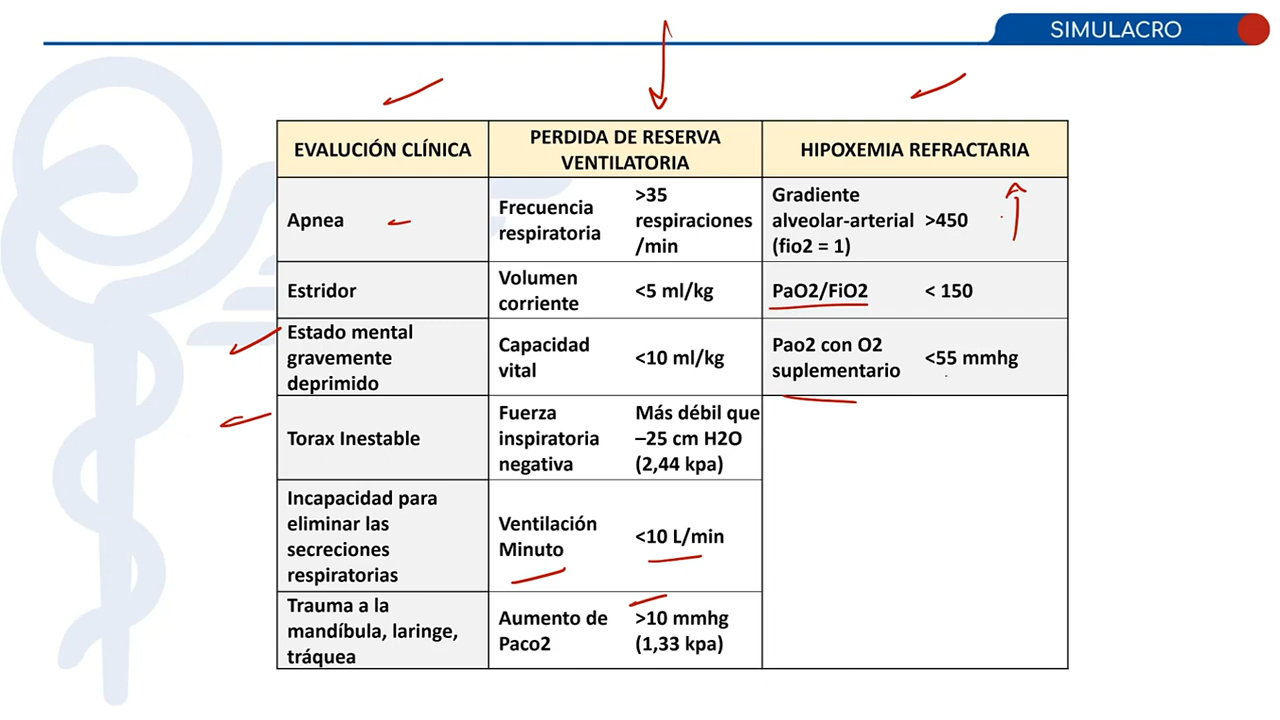 SIMULACRO
EVALUCIÓN CLÍNICA
PERDIDA DE RESERVA
VENTILATORIA
HIPOXEMIA REFRACTARIA
Apnea
Frecuencia
respiratoria
>35
respiraciones
/min
Gradiente
alveolar-arterial
(fio2 = 1)
>450
Estridor
Volumen
corriente
<5 ml/kg
PaO2/FiO2
< 150
Estado mental
gravemente
deprimido
Capacidad
vital
<10 ml/kg
Pao2 con O2
suplementario
<55 mmhg
Torax Inestable
Fuerza
inspiratoria
negativa
Más débil que
–25 cm H2O
(2,44 kpa)
Incapacidad para
eliminar las
secreciones
respiratorias
Ventilación
Minuto
<10 L/min
Trauma a la
mandíbula, laringe,
tráquea
Aumento de
Paco2
>10 mmhg
(1,33 kpa)